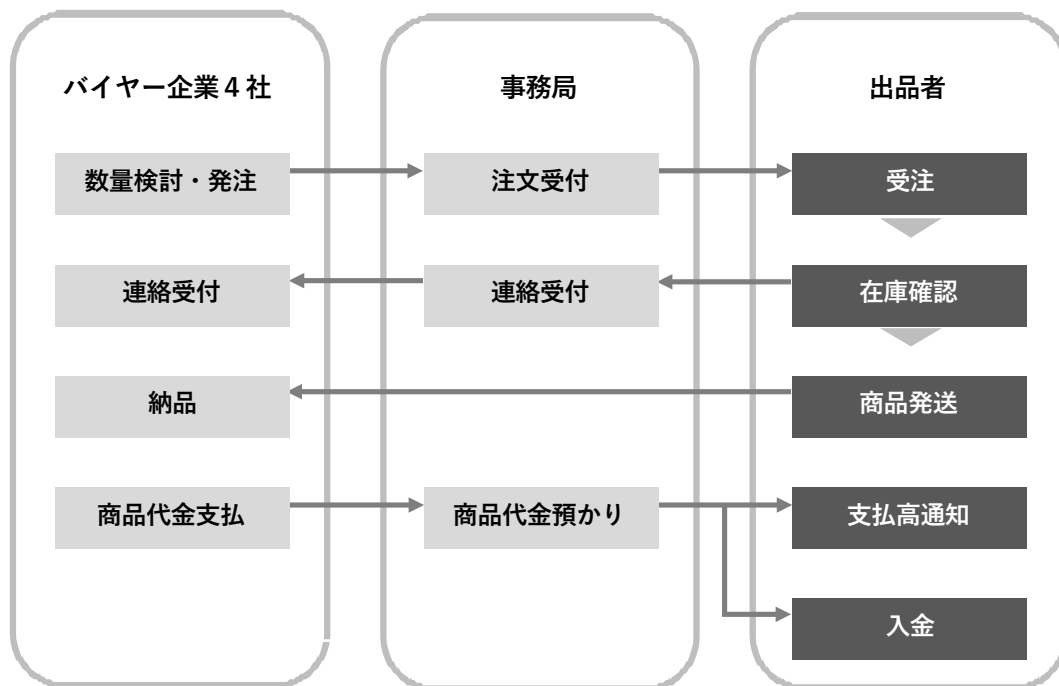 バイヤー企業４社
事務局
出品者
数量検討・発注
注文受付
受注
連絡受付
連絡受付
在庫確認
納品
商品発送
商品代金支払
商品代金預かり
支払高通知
入金